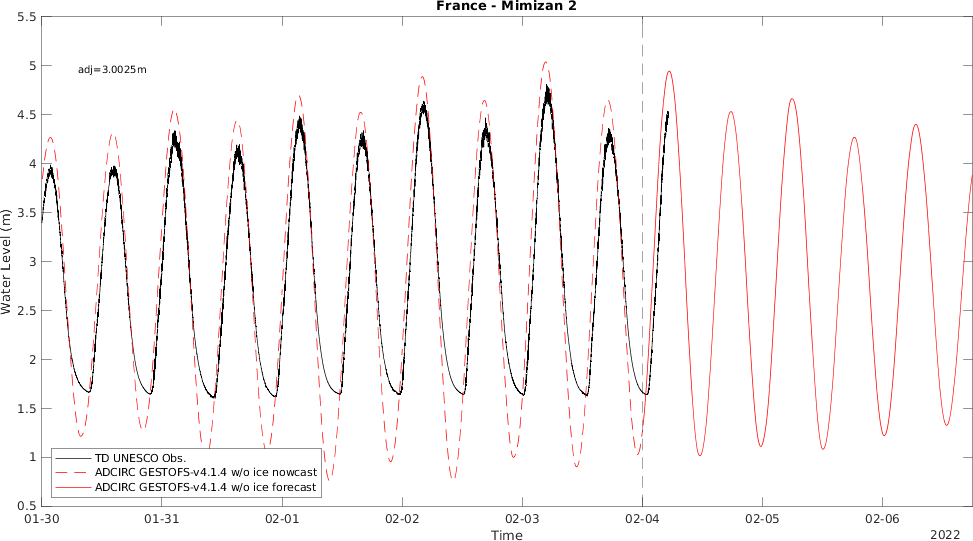 France - Mimizan 2
adj=3.0025m
5.5
5
4.5
4
3.5
3
2.5
2
1.5
1
0.5
Water Level (m)
TD UNESCO Obs.
ADCIRC GESTOFS-v4.1.4 w/o ice nowcast
ADCIRC GESTOFS-v4.1.4 w/o ice forecast
01-30 01-31 02-01 02-02 02-03 02-04 02-05 02-06
Time
2022